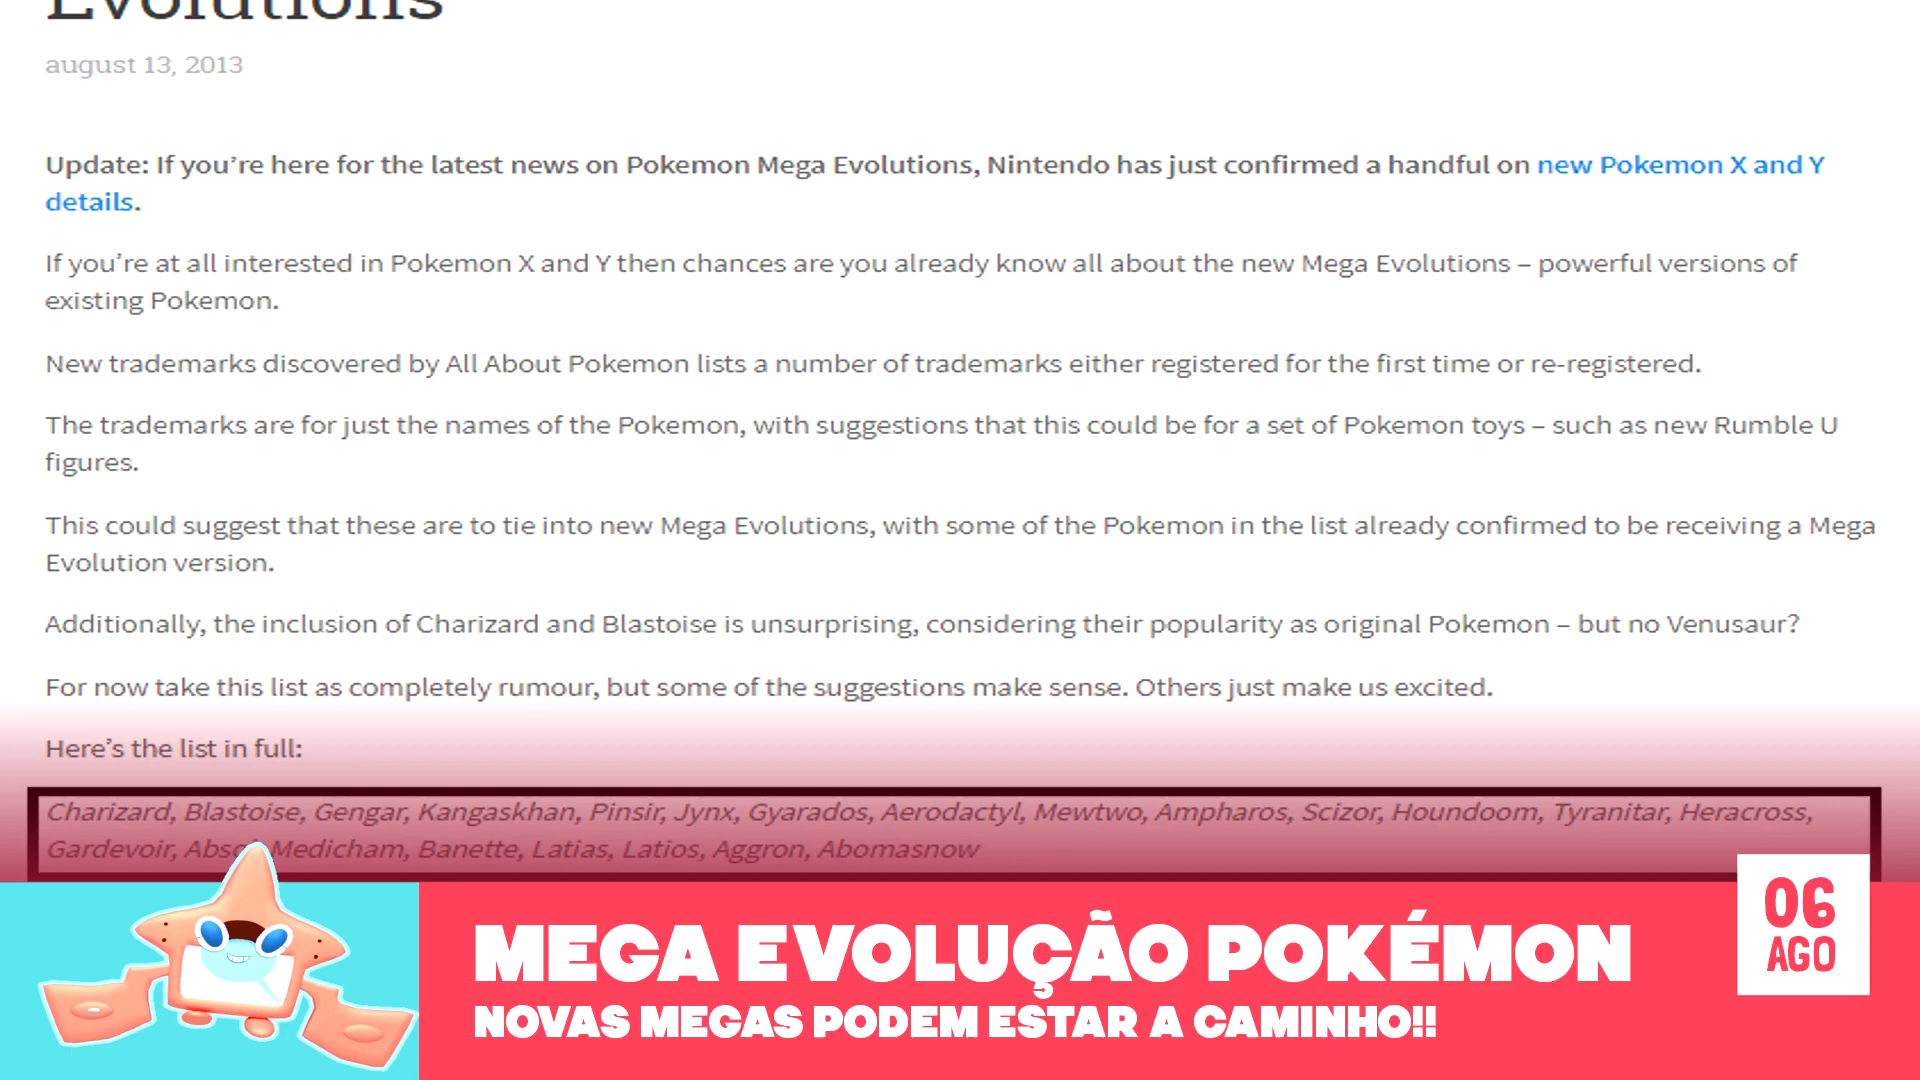 Evolutions
august 13, 2013
Update: If you're here for the latest news on Pokemon Mega Evolutions, Nintendo has just confirmed a handful on new Pokemon X and Y
details.
If you're at all interested in Pokemon X and Y then chances are you already know all about the new Mega Evolutions – powerful versions of
existing Pokemon.
New trademarks discovered by All About Pokemon lists a number of trademarks either registered for the first time or re-registered.
The trademarks are for just the names of the Pokemon, with suggestions that this could be for a set of Pokemon toys – such as new Rumble U
figures.
This could suggest that these are to tie into new Mega Evolutions, with some of the Pokemon in the list already confirmed to be receiving a Mega
Evolution version.
Additionally, the inclusion of Charizard and Blastoise is unsurprising, considering their popularity as original Pokemon – but no Venusaur?
For now take this list as completely rumour, but some of the suggestions make sense. Others just make us excited.
Here's the list in full:
Charizard, Blastoise, Gengar, Kangaskhan, Pinsir, Jynx, Gyarados, Aerodactyl, Mewtwo, Ampharos, Scizor, Houndoom, Tyranitar, Heracross,
Gardevoir, Absol, Medicham, Banette, Latias, Latios, Aggron, Abomasnow
MEGA EVOLUÇÃO POKÉMON
NOVAS MEGAS PODEM ESTAR A CAMINHO!!
06
AGO